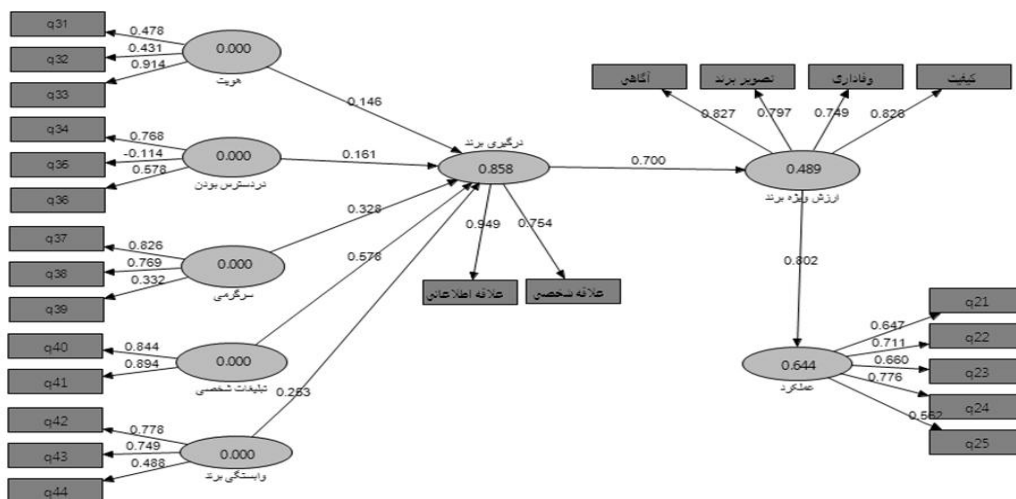 q31
0.478
q32
0.431
0.914
q33
0.000
هویت
0.146
q34
0.768
q36
-0.114
0.578
q36
0.000
دردسترس بودن
0.161
q37
0.826
q38
0.769
0.332
q39
0.000
سرگرمی
0.328
q40
0.844
q41
0.894
0.000
تبلیغات شخصی
0.578
q42
0.778
q43
0.749
0.488
q44
0.000
وابستگی برند
0.263
درگیری برند
0.858
0.949
0.754
علاقه اطلاعاتی
علاقه شخصی
0.700
آگاهی
تصویر برند
وفاداری
کیفیت
0.827
0.797
0.749
0.826
0.489
ارزش ویژه برند
0.802
0.644
عملکرد
q21
0.647
q22
0.711
q23
0.660
q24
0.776
q25
0.562